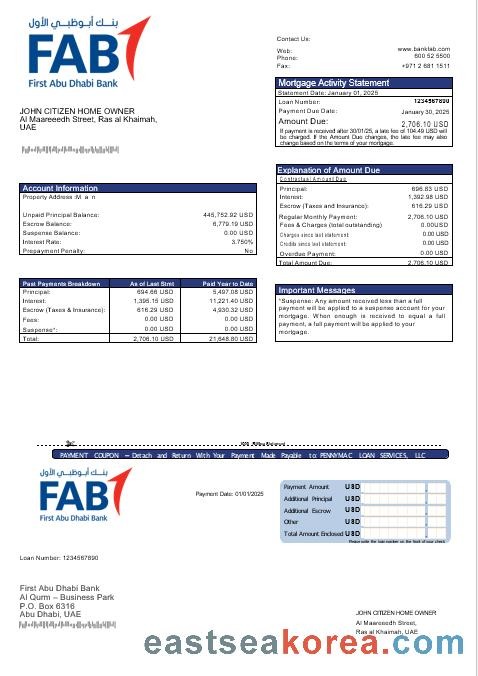 بنــك أبـوظـبـي الأول
FAB
First Abu Dhabi Bank
Contact Us:
Web: www.bankfab.com
Phone: 600 52 5500
Fax: +971 2 681 1511
Mortgage Activity Statement
Statement Date: January 01, 2025
Loan Number: 1234567890
Payment Due Date: January 30, 2025
Amount Due: 2,706.10 USD
If payment is received after 30/01/25, a late fee of 104.49 USD will
be charged. If the Amount Due changes, the late fee may also
change based on the terms of your mortgage.
JOHN CITIZEN HOME OWNER
Al Maareeedh Street, Ras al Khaimah,
UAE
Explanation of Amount Due
Contractual Amount Due
Principal: 696.63 USD
Interest: 1,392.98 USD
Escrow (Taxes and Insurance): 616.29 USD
Regular Monthly Payment: 2,706.10 USD
Fees & Charges (total outstanding) 0.00USD
Charges since last statement: 0.00 USD
Credits since last statement: 0.00 USD
Overdue Payment: 0.00 USD
Total Amount Due: 2,706.10 USD
Account Information
Property Address :M a n
Unpaid Principal Balance: 445,752.92 USD
Escrow Balance: 6,779.19 USD
Suspense Balance: 0.00 USD
Interest Rate: 3.750%
Prepayment Penalty: No
Past Payments Breakdown As of Last Stmt Paid Year to Date
Principal: 694.66 USD 5,497.08 USD
Interest: 1,395.15 USD 11,221.40 USD
Escrow (Taxes & Insurance): 616.29 USD 4,930.32 USD
Fees: 0.00 USD 0.00 USD
Suspense*: 0.00 USD 0.00 USD
Total: 2,706.10 USD 21,648.80 USD
Important Messages
*Suspense: Any amount received less than a full
payment will be applied to a suspense account for your
mortgage. When enough is received to equal a full
payment, a full payment will be applied to your
mortgage.
PAYMENT COUPON – Detach and Return With Your Payment Made Payable to: PENNYMAC LOAN SERVICES, LLC
بنــك أبـوظـبـي الأول
FAB
First Abu Dhabi Bank
Payment Date: 01/01/2025
Payment Amount USD
Additional Principal USD
Additional Escrow USD
Other USD
Total Amount Enclosed USD
Please write the loan number on the front of your check
Loan Number: 1234567890
First Abu Dhabi Bank
Al Qurm – Business Park
P.O. Box 6316
Abu Dhabi, UAE
JOHN CITIZEN HOME OWNER
Al Maareeedh Street,
Ras al Khaimah, UAE
eastseakorea.com